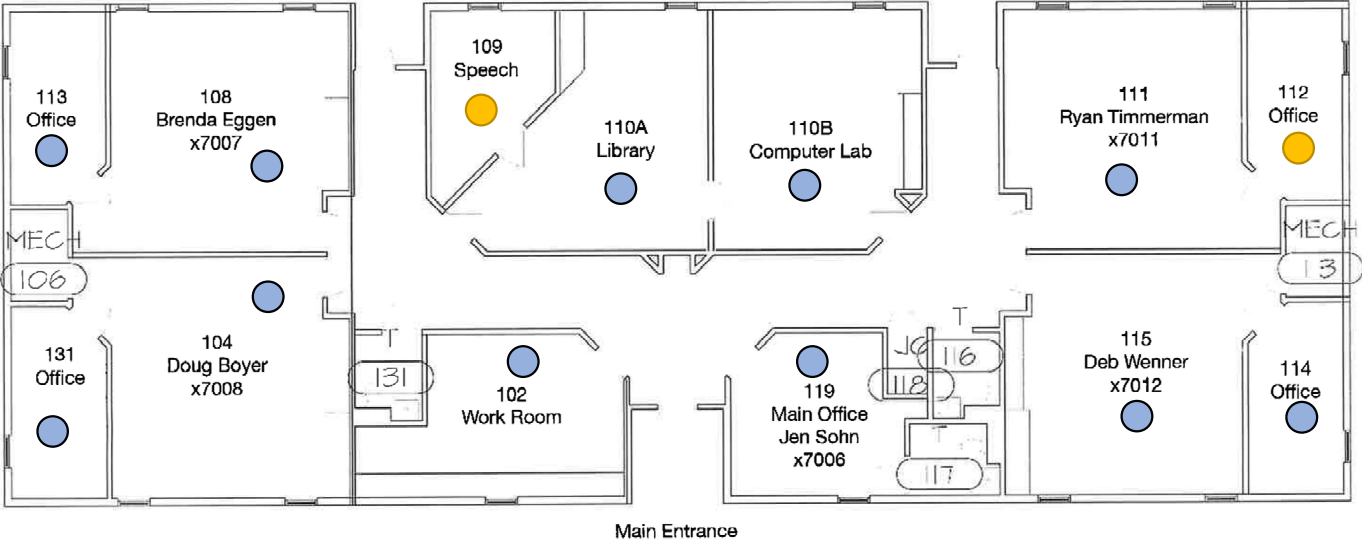 109
Speech
113
Office
108
Brenda Eggen
x7007
110A
Library
110B
Computer Lab
111
Ryan Timmerman
x7011
112
Office
MECH
106
MECH
13
131
Office
104
Doug Boyer
x7008
T
131
102
Work Room
119
Main Office
Jen Sohn
x7006
118
T
116
T
117
115
Deb Wenner
x7012
114
Office
Main Entrance